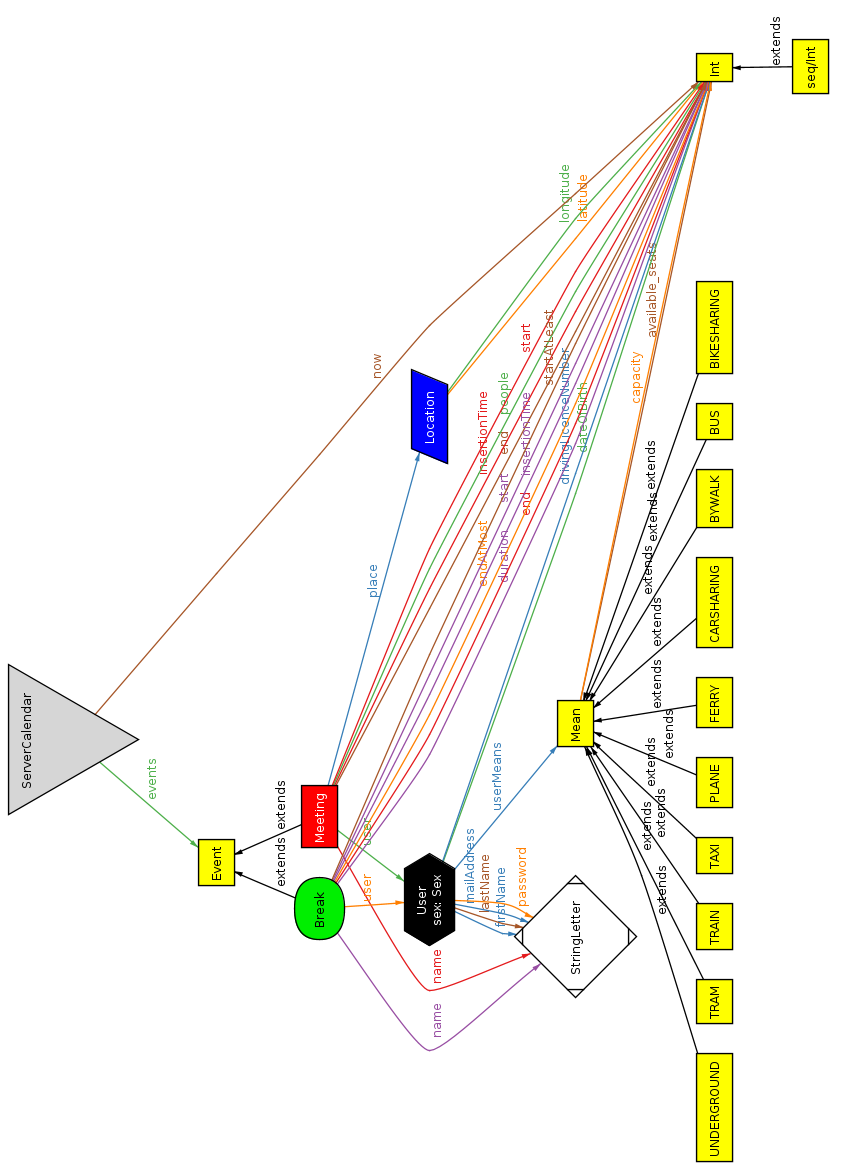 ServerCalendar
events
now
Event
extends
extends
Meeting
Break
user
user
place
Location
name
name
User
sex: Sex
mailAddress
lastName
firstName
password
userMeans
StringLetter
insertionTime
people
start
startAtLeast
end
insertionTime
start
end
endAtMost
duration
drivingLicenceNumber
dateOfBirth
longitude
latitude
capacity
available_seats
Mean
Int
extends
seq/Int
extends
extends
extends
extends
extends
extends
extends
extends
extends
extends
BIKESHARING
BUS
BYWALK
CARSHARING
FERRY
PLANE
TAXI
TRAIN
TRAM
UNDERGROUND